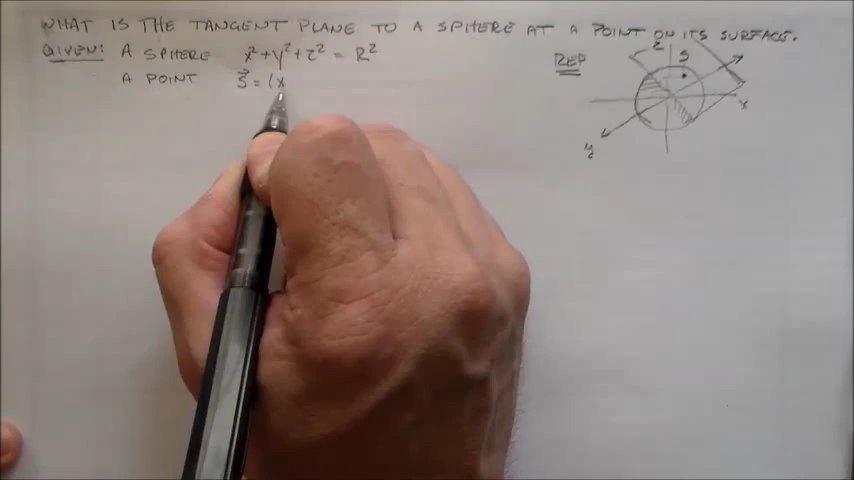 WHAT IS THE TANGENT PLANE TO A SPHERE AT A POINT ON ITS SURFACE.
GIVEN: A SPHERE x² + y² + z² = R²
A POINT S⃗ = (x
REP
z
S
x
y